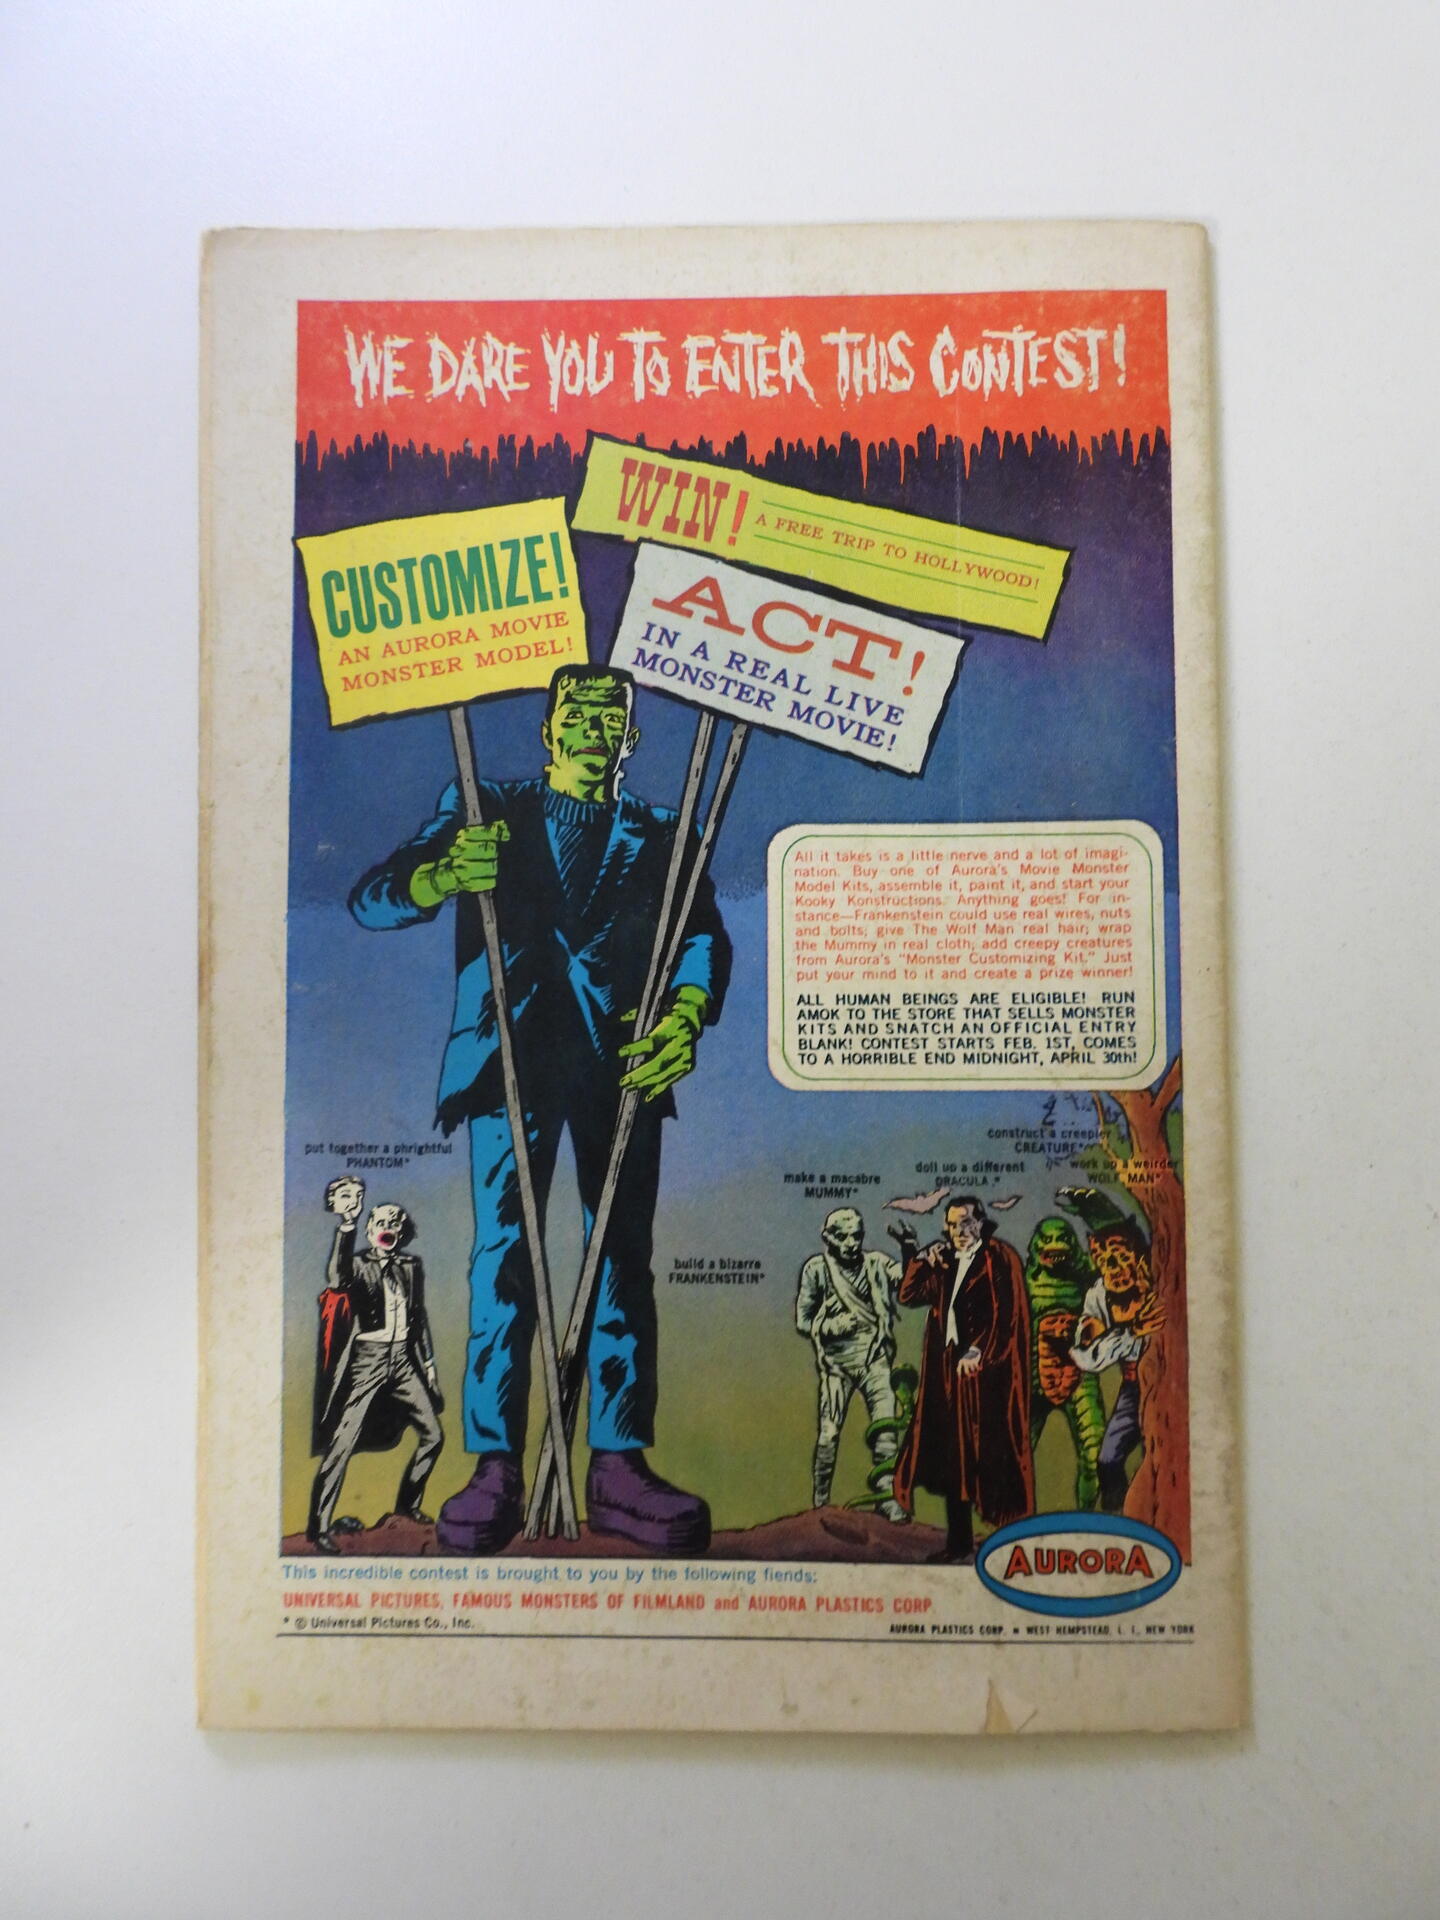 WE DARE YOU TO ENTER THIS CONTEST!
WIN! A FREE TRIP TO HOLLYWOOD!
CUSTOMIZE!
AN AURORA MOVIE
MONSTER MODEL!
ACT!
IN A REAL LIVE
MONSTER MOVIE!
All it takes is a little nerve and a lot of imagi-
nation. Buy one of Aurora's Movie Monster
Model Kits, assemble it, paint it, and start your
Kooky Konstructions. Anything goes! For in-
stance—Frankenstein could use real wires, nuts
and bolts; give The Wolf Man real hair; wrap
the Mummy in real cloth; add creepy creatures
from Aurora's "Monster Customizing Kit." Just
put your mind to it and create a prize winner!
ALL HUMAN BEINGS ARE ELIGIBLE! RUN
AMOK TO THE STORE THAT SELLS MONSTER
KITS AND SNATCH AN OFFICIAL ENTRY
BLANK! CONTEST STARTS FEB. 1ST, COMES
TO A HORRIBLE END MIDNIGHT, APRIL 30th!
put together a phrightful
PHANTOM*
build a bizarre
FRANKENSTEIN*
make a macabre
MUMMY*
doll up a different
DRACULA*
construct a creepier
CREATURE*
work up a weirder
WOLF MAN*
AURORA
This incredible contest is brought to you by the following fiends:
UNIVERSAL PICTURES, FAMOUS MONSTERS OF FILMLAND and AURORA PLASTICS CORP.
* © Universal Pictures Co., Inc.
AURORA PLASTICS CORP. • WEST HEMPSTEAD, L. I., NEW YORK